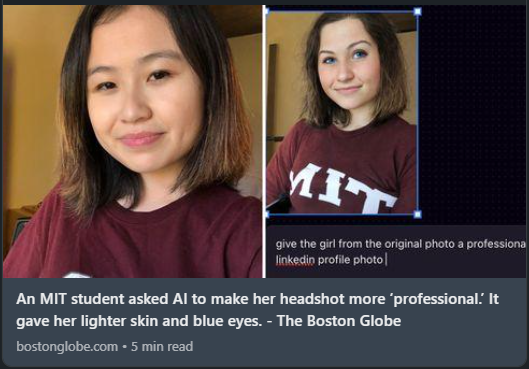 MIT
give the girl from the original photo a professiona
linkedin profile photo
An MIT student asked AI to make her headshot more ‘professional.’ It
gave her lighter skin and blue eyes. - The Boston Globe
bostonglobe.com • 5 min read